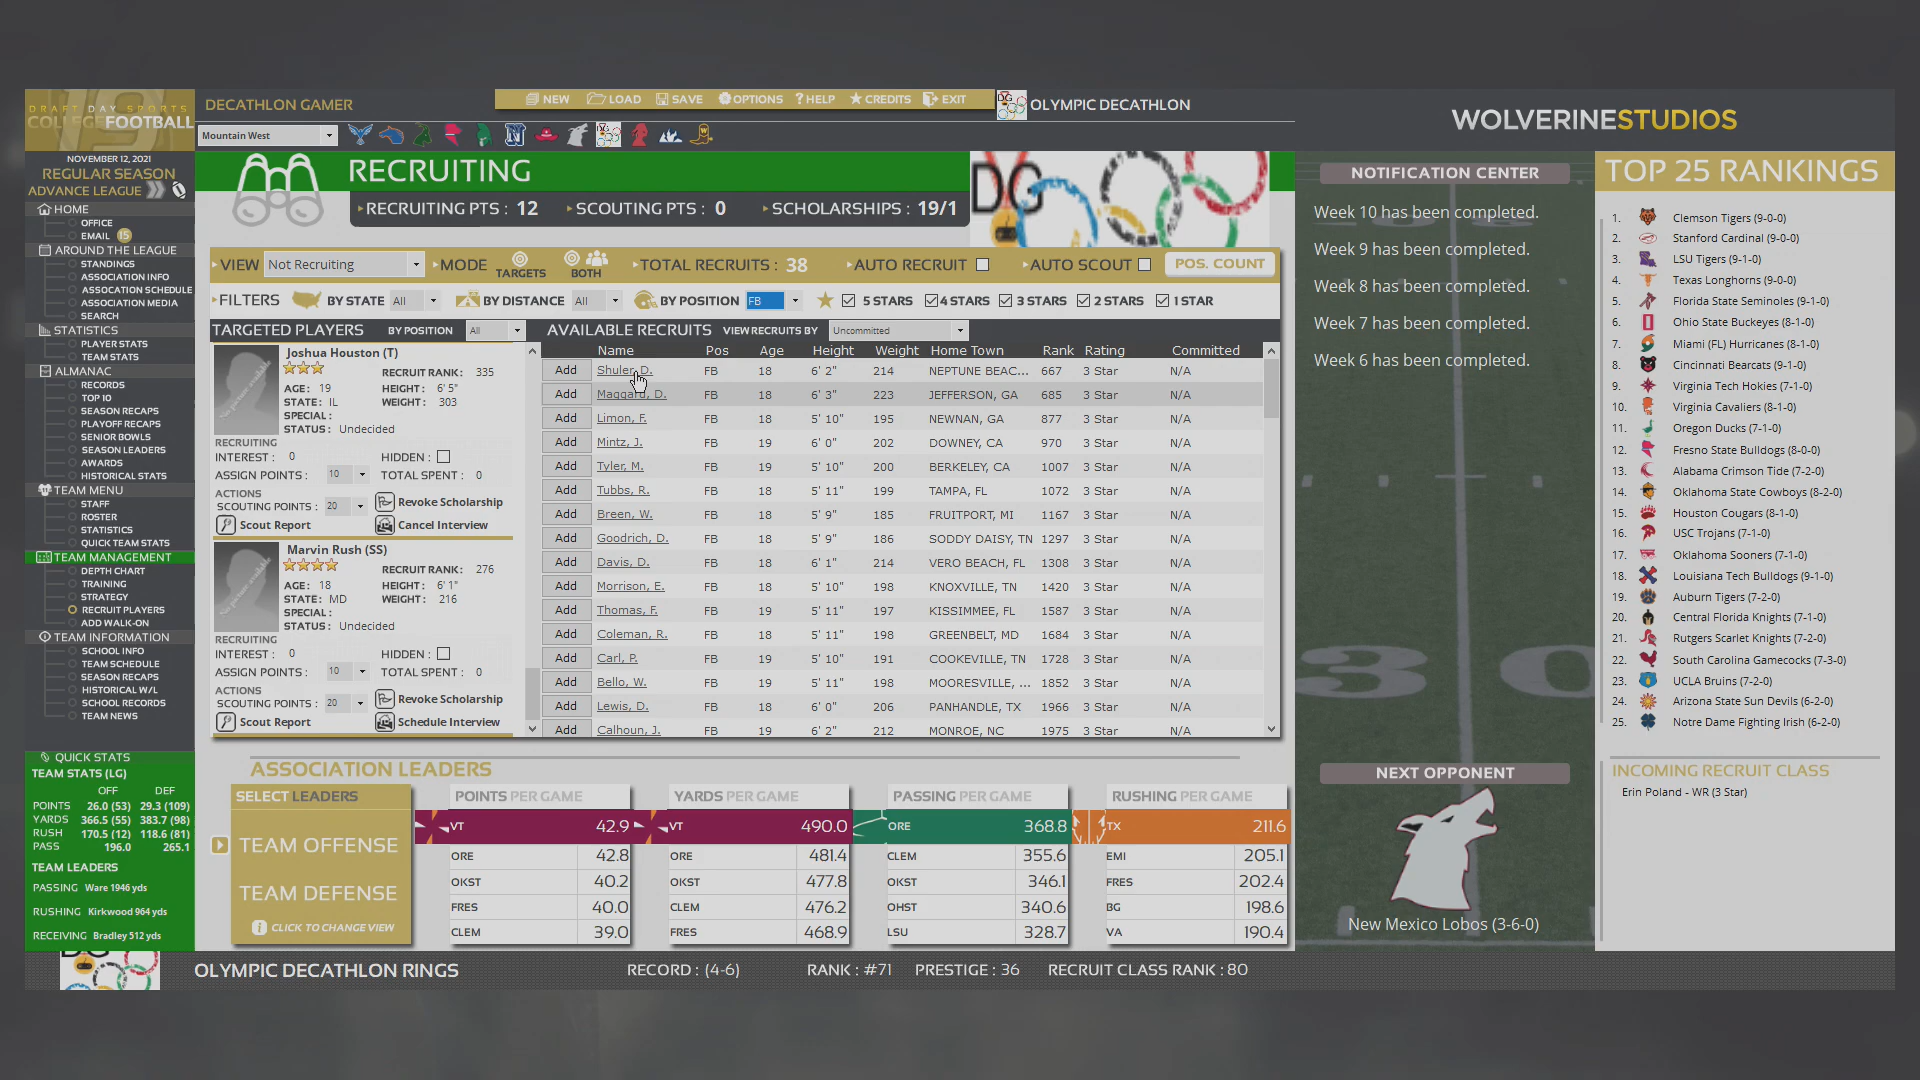 DRAFT DAY SPORTS
COLLEGE FOOTBALL
DECATHLON GAMER
NEW LOAD SAVE OPTIONS ? HELP CREDITS EXIT
DG OLYMPIC DECATHLON
WOLVERINESTUDIOS
Mountain West
NOVEMBER 12, 2021
REGULAR SEASON
ADVANCE LEAGUE
HOME
OFFICE
EMAIL 15
AROUND THE LEAGUE
STANDINGS
ASSOCIATION INFO
ASSOCATION SCHEDULE
ASSOCIATION MEDIA
SEARCH
STATISTICS
PLAYER STATS
TEAM STATS
ALMANAC
RECORDS
TOP 10
SEASON RECAPS
PLAYOFF RECAPS
SENIOR BOWLS
SEASON LEADERS
AWARDS
HISTORICAL STATS
TEAM MENU
STAFF
ROSTER
STATISTICS
QUICK TEAM STATS
TEAM MANAGEMENT
DEPTH CHART
TRAINING
STRATEGY
RECRUIT PLAYERS
ADD WALK-ON
TEAM INFORMATION
SCHOOL INFO
TEAM SCHEDULE
SEASON RECAPS
HISTORICAL W/L
SCHOOL RECORDS
TEAM NEWS
QUICK STATS
TEAM STATS (LG)
OFF DEF
POINTS 26.0 (53) 29.3 (109)
YARDS 366.5 (55) 383.7 (98)
RUSH 170.5 (12) 118.6 (81)
PASS 196.0 265.1
TEAM LEADERS
PASSING Ware 1946 yds
RUSHING Kirkwood 964 yds
RECEIVING Bradley 512 yds
RECRUITING
RECRUITING PTS : 12 SCOUTING PTS : 0 SCHOLARSHIPS : 19/1
DG
VIEW Not Recruiting MODE TARGETS BOTH TOTAL RECRUITS : 38 AUTO RECRUIT AUTO SCOUT POS. COUNT
FILTERS BY STATE All BY DISTANCE All BY POSITION FB 5 STARS 4 STARS 3 STARS 2 STARS 1 STAR
TARGETED PLAYERS BY POSITION All AVAILABLE RECRUITS VIEW RECRUITS BY Uncommitted
Joshua Houston (T)
RECRUIT RANK : 335
AGE : 19 HEIGHT : 6' 5"
STATE : IL WEIGHT : 303
SPECIAL :
STATUS : Undecided
RECRUITING
INTEREST : 0 HIDDEN :
ASSIGN POINTS : 10 TOTAL SPENT : 0
ACTIONS
SCOUTING POINTS : 20 Revoke Scholarship
Scout Report Cancel Interview
Marvin Rush (SS)
RECRUIT RANK : 276
AGE : 18 HEIGHT : 6' 1"
STATE : MD WEIGHT : 216
SPECIAL :
STATUS : Undecided
RECRUITING
INTEREST : 0 HIDDEN :
ASSIGN POINTS : 10 TOTAL SPENT : 0
ACTIONS
SCOUTING POINTS : 20 Revoke Scholarship
Scout Report Schedule Interview
Name Pos Age Height Weight Home Town Rank Rating Committed
Add Shuler, D. FB 18 6' 2" 214 NEPTUNE BEAC... 667 3 Star N/A
Add Maggard, D. FB 18 6' 3" 223 JEFFERSON, GA 685 3 Star N/A
Add Limon, F. FB 18 5' 10" 195 NEWNAN, GA 877 3 Star N/A
Add Mintz, J. FB 19 6' 0" 202 DOWNEY, CA 970 3 Star N/A
Add Tyler, M. FB 19 5' 10" 200 BERKELEY, CA 1007 3 Star N/A
Add Tubbs, R. FB 18 5' 11" 199 TAMPA, FL 1072 3 Star N/A
Add Breen, W. FB 18 5' 9" 185 FRUITPORT, MI 1167 3 Star N/A
Add Goodrich, D. FB 18 5' 9" 186 SODDY DAISY, TN 1297 3 Star N/A
Add Davis, D. FB 18 6' 1" 214 VERO BEACH, FL 1308 3 Star N/A
Add Morrison, E. FB 18 5' 10" 198 KNOXVILLE, TN 1420 3 Star N/A
Add Thomas, F. FB 19 5' 11" 197 KISSIMMEE, FL 1587 3 Star N/A
Add Coleman, R. FB 18 5' 11" 198 GREENBELT, MD 1684 3 Star N/A
Add Carl, P. FB 19 5' 10" 191 COOKEVILLE, TN 1728 3 Star N/A
Add Bello, W. FB 19 5' 11" 198 MOORESVILLE, ... 1852 3 Star N/A
Add Lewis, D. FB 19 6' 0" 206 PANHANDLE, TX 1966 3 Star N/A
Add Calhoun, J. FB 19 6' 2" 212 MONROE, NC 1975 3 Star N/A
ASSOCIATION LEADERS
SELECT LEADERS
TEAM OFFENSE
TEAM DEFENSE
i CLICK TO CHANGE VIEW
POINTS PER GAME
VT 42.9
ORE 42.8
OKST 40.2
FRES 40.0
CLEM 39.0
YARDS PER GAME
VT 490.0
ORE 481.4
OKST 477.8
CLEM 476.2
FRES 468.9
PASSING PER GAME
ORE 368.8
CLEM 355.6
OKST 346.1
OHST 340.6
LSU 328.7
RUSHING PER GAME
TX 211.6
EMI 205.1
FRES 202.4
BG 198.6
VA 190.4
NOTIFICATION CENTER
Week 10 has been completed.
Week 9 has been completed.
Week 8 has been completed.
Week 7 has been completed.
Week 6 has been completed.
3 0
NEXT OPPONENT
New Mexico Lobos (3-6-0)
TOP 25 RANKINGS
1. Clemson Tigers (9-0-0)
2. Stanford Cardinal (9-0-0)
3. LSU Tigers (9-1-0)
4. Texas Longhorns (9-0-0)
5. Florida State Seminoles (9-1-0)
6. Ohio State Buckeyes (8-1-0)
7. Miami (FL) Hurricanes (8-1-0)
8. Cincinnati Bearcats (9-1-0)
9. Virginia Tech Hokies (7-1-0)
10. Virginia Cavaliers (8-1-0)
11. Oregon Ducks (7-1-0)
12. Fresno State Bulldogs (8-0-0)
13. Alabama Crimson Tide (7-2-0)
14. Oklahoma State Cowboys (8-2-0)
15. Houston Cougars (8-1-0)
16. USC Trojans (7-1-0)
17. Oklahoma Sooners (7-1-0)
18. Louisiana Tech Bulldogs (9-1-0)
19. Auburn Tigers (7-2-0)
20. Central Florida Knights (7-1-0)
21. Rutgers Scarlet Knights (7-2-0)
22. South Carolina Gamecocks (7-3-0)
23. UCLA Bruins (7-2-0)
24. Arizona State Sun Devils (6-2-0)
25. Notre Dame Fighting Irish (6-2-0)
INCOMING RECRUIT CLASS
Erin Poland - WR (3 Star)
OLYMPIC DECATHLON RINGS RECORD : (4-6) RANK : #71 PRESTIGE : 36 RECRUIT CLASS RANK : 80